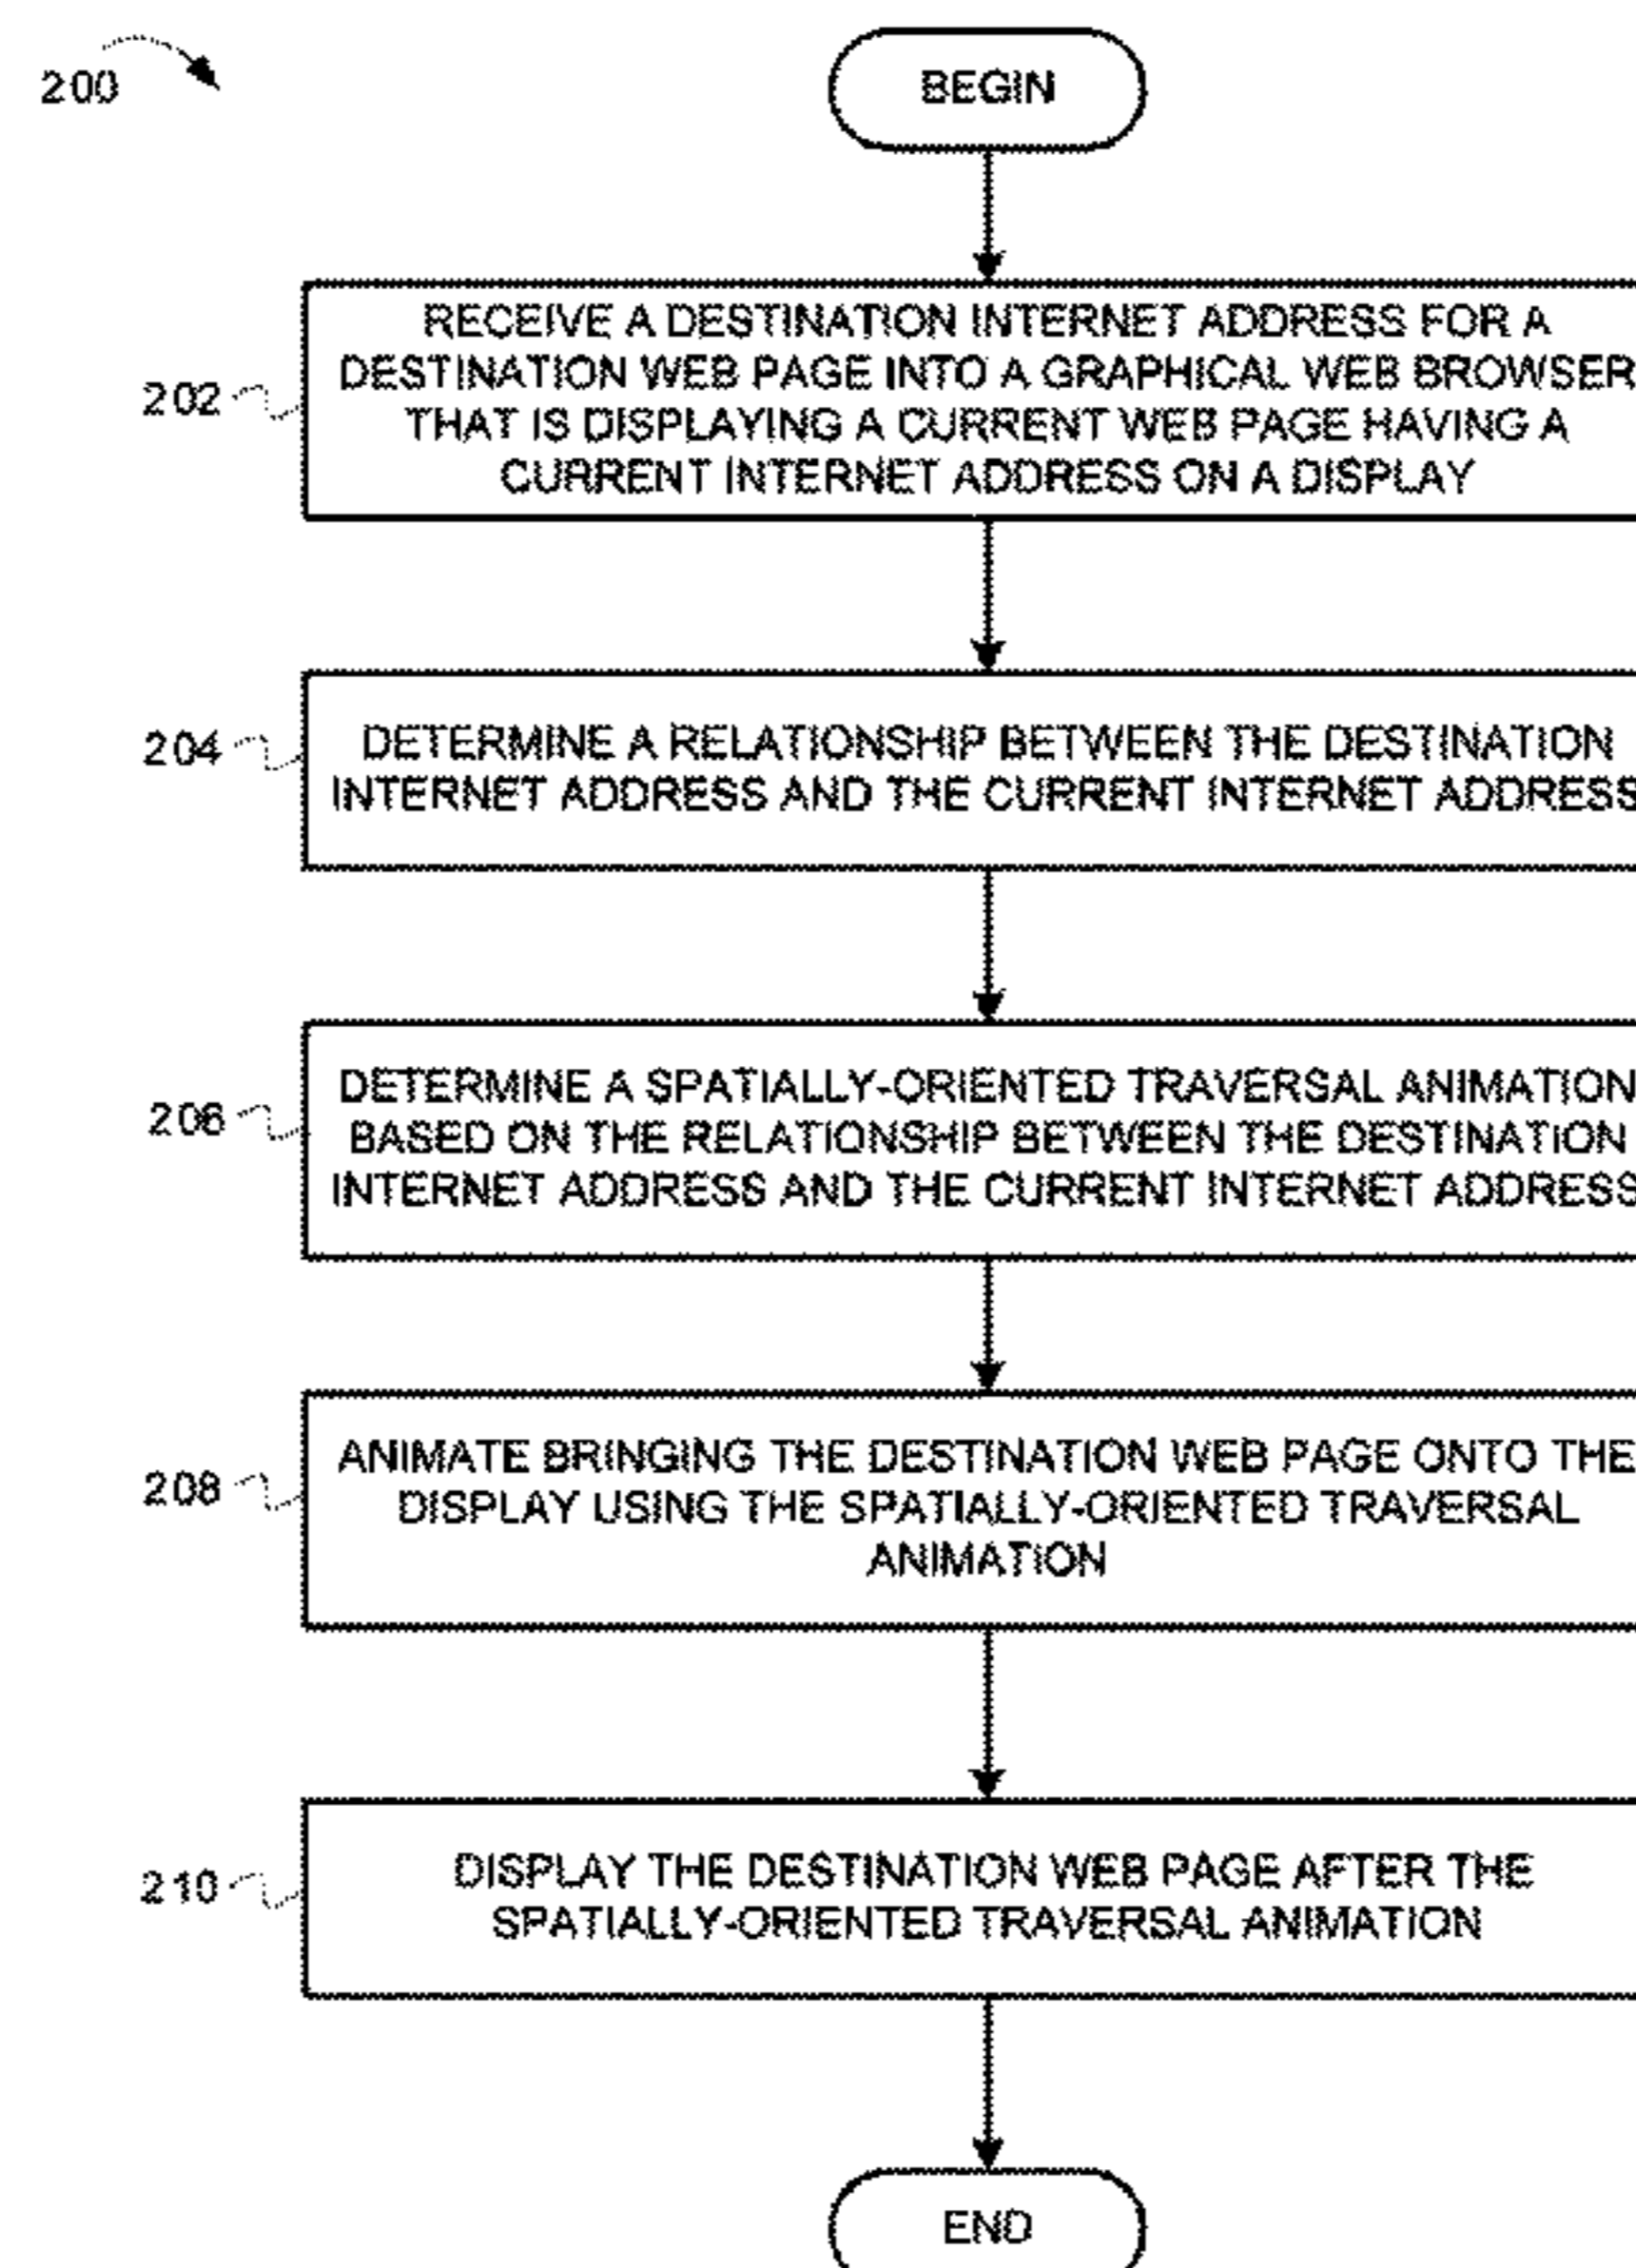 200
BEGIN
202
RECEIVE A DESTINATION INTERNET ADDRESS FOR A
DESTINATION WEB PAGE INTO A GRAPHICAL WEB BROWSER
THAT IS DISPLAYING A CURRENT WEB PAGE HAVING A
CURRENT INTERNET ADDRESS ON A DISPLAY
204
DETERMINE A RELATIONSHIP BETWEEN THE DESTINATION
INTERNET ADDRESS AND THE CURRENT INTERNET ADDRESS
206
DETERMINE A SPATIALLY-ORIENTED TRAVERSAL ANIMATION
BASED ON THE RELATIONSHIP BETWEEN THE DESTINATION
INTERNET ADDRESS AND THE CURRENT INTERNET ADDRESS
208
ANIMATE BRINGING THE DESTINATION WEB PAGE ONTO THE
DISPLAY USING THE SPATIALLY-ORIENTED TRAVERSAL
ANIMATION
210
DISPLAY THE DESTINATION WEB PAGE AFTER THE
SPATIALLY-ORIENTED TRAVERSAL ANIMATION
END